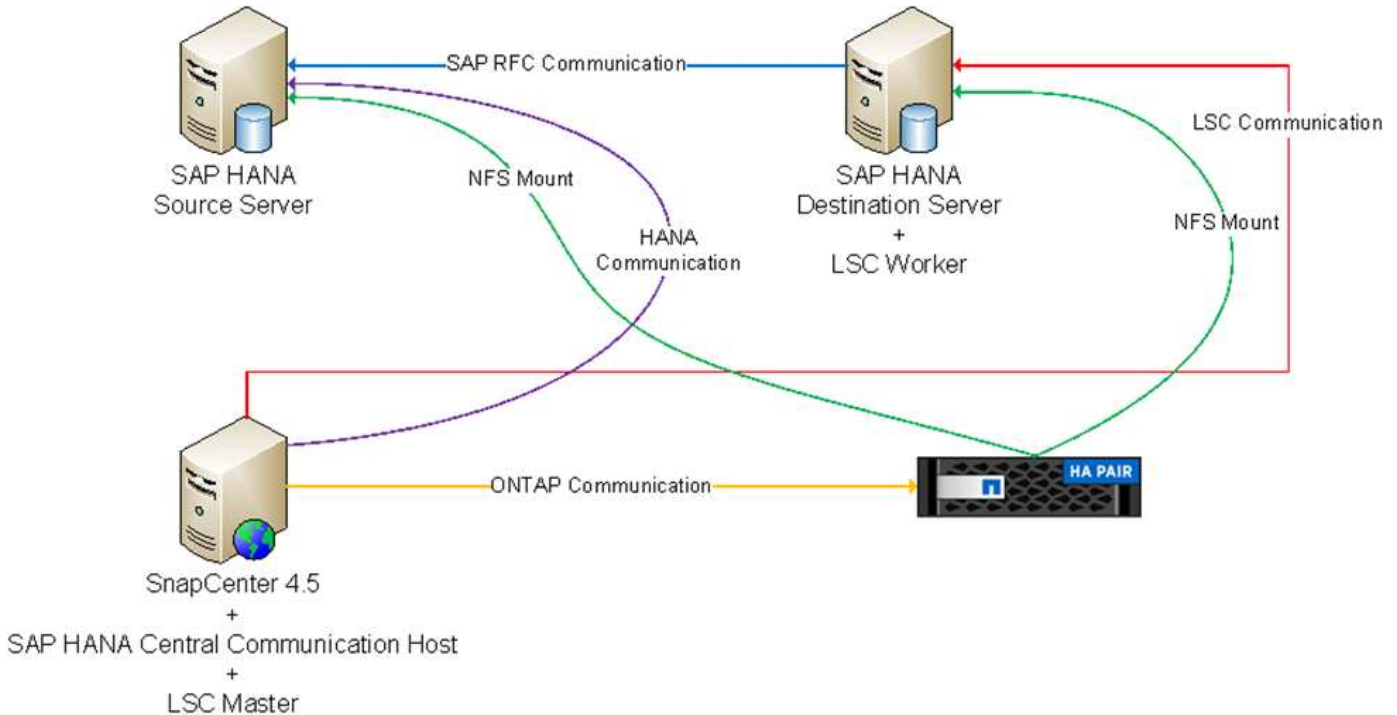 SAP RFC Communication
LSC Communication
SAP HANA
Source Server
NFS Mount
SAP HANA
Destination Server
+
LSC Worker
NFS Mount
HANA
Communication
HA PAIR
ONTAP Communication
SnapCenter 4.5
+
SAP HANA Central Communication Host
+
LSC Master